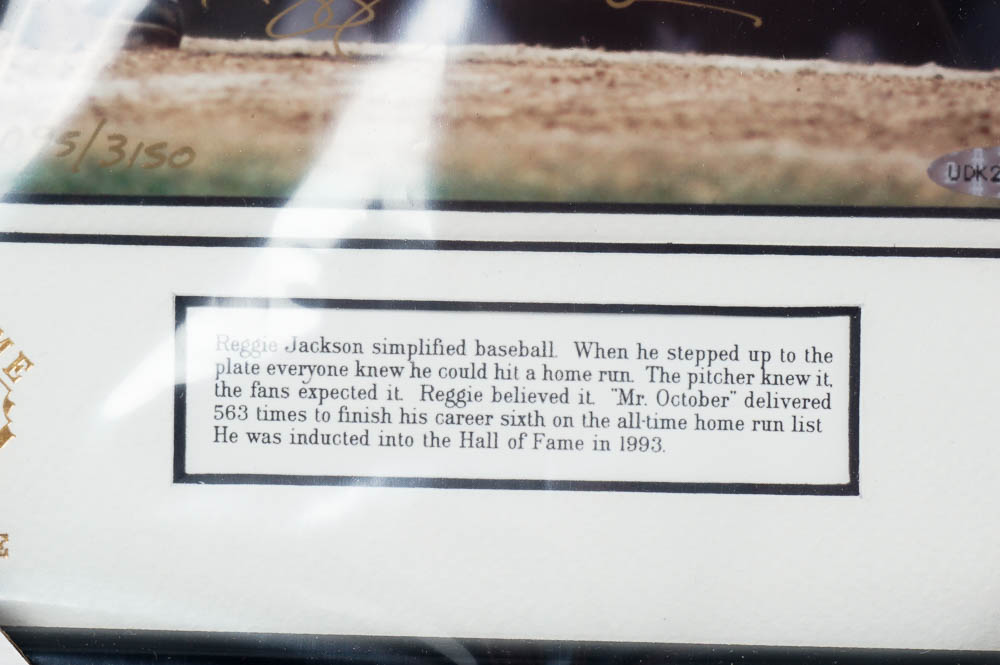 /3150
UDK2
ME
Reggie Jackson simplified baseball. When he stepped up to the
plate everyone knew he could hit a home run. The pitcher knew it,
the fans expected it. Reggie believed it. "Mr. October" delivered
563 times to finish his career sixth on the all-time home run list
He was inducted into the Hall of Fame in 1993.
E